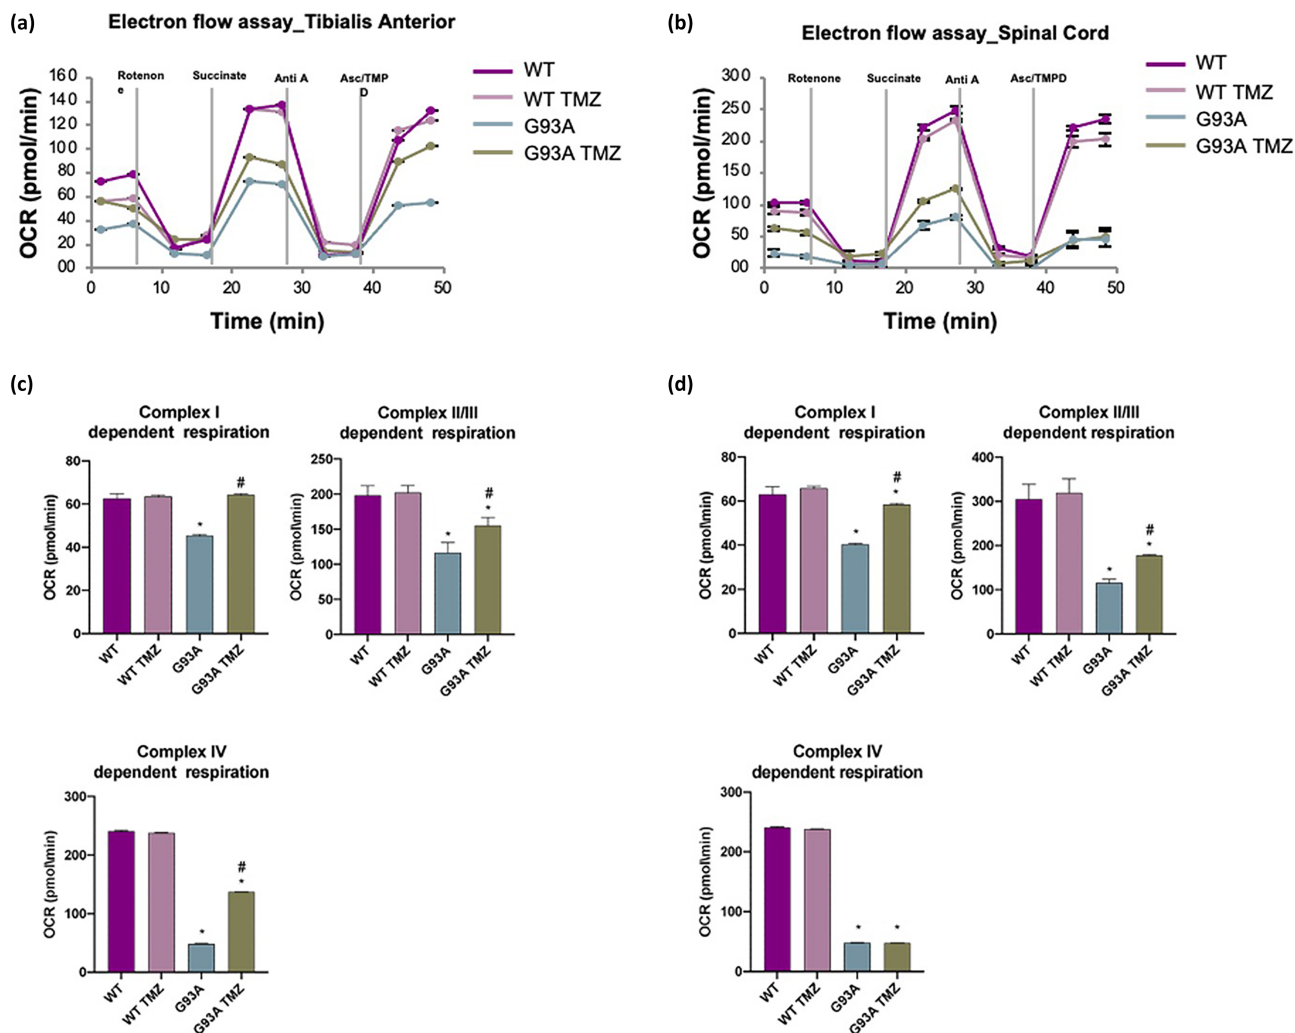 (a)
Electron flow assay_Tibialis Anterior
160
140
120
100
80
60
40
20
00
OCR (pmol/min)
Rotenon
e
Succinate
Anti A
Asc/TMP
D
0
10
20
30
40
50
Time (min)
WT
WT TMZ
G93A
G93A TMZ
(b)
Electron flow assay_Spinal Cord
300
250
200
150
100
50
00
OCR (pmol/min)
Rotenone
Succinate
Anti A
Asc/TMPD
0
10
20
30
40
50
Time (min)
WT
WT TMZ
G93A
G93A TMZ
(c)
Complex I
dependent respiration
80
60
40
20
0
OCR (pmol\min)
*
#
WT
WT TMZ
G93A
G93A TMZ
Complex II/III
dependent respiration
250
200
150
100
50
0
OCR (pmol\min)
*
#
*
WT
WT TMZ
G93A
G93A TMZ
Complex IV
dependent respiration
300
200
100
0
OCR (pmol\min)
*
#
*
WT
WT TMZ
G93A
G93A TMZ
(d)
Complex I
dependent respiration
80
60
40
20
0
OCR (pmol\min)
*
#
*
WT
WT TMZ
G93A
G93A TMZ
Complex II/III
dependent respiration
400
300
200
100
0
OCR (pmol\min)
*
#
*
WT
WT TMZ
G93A
G93A TMZ
Complex IV
dependent respiration
300
200
100
0
OCR (pmol\min)
*
*
WT
WT TMZ
G93A
G93A TMZ